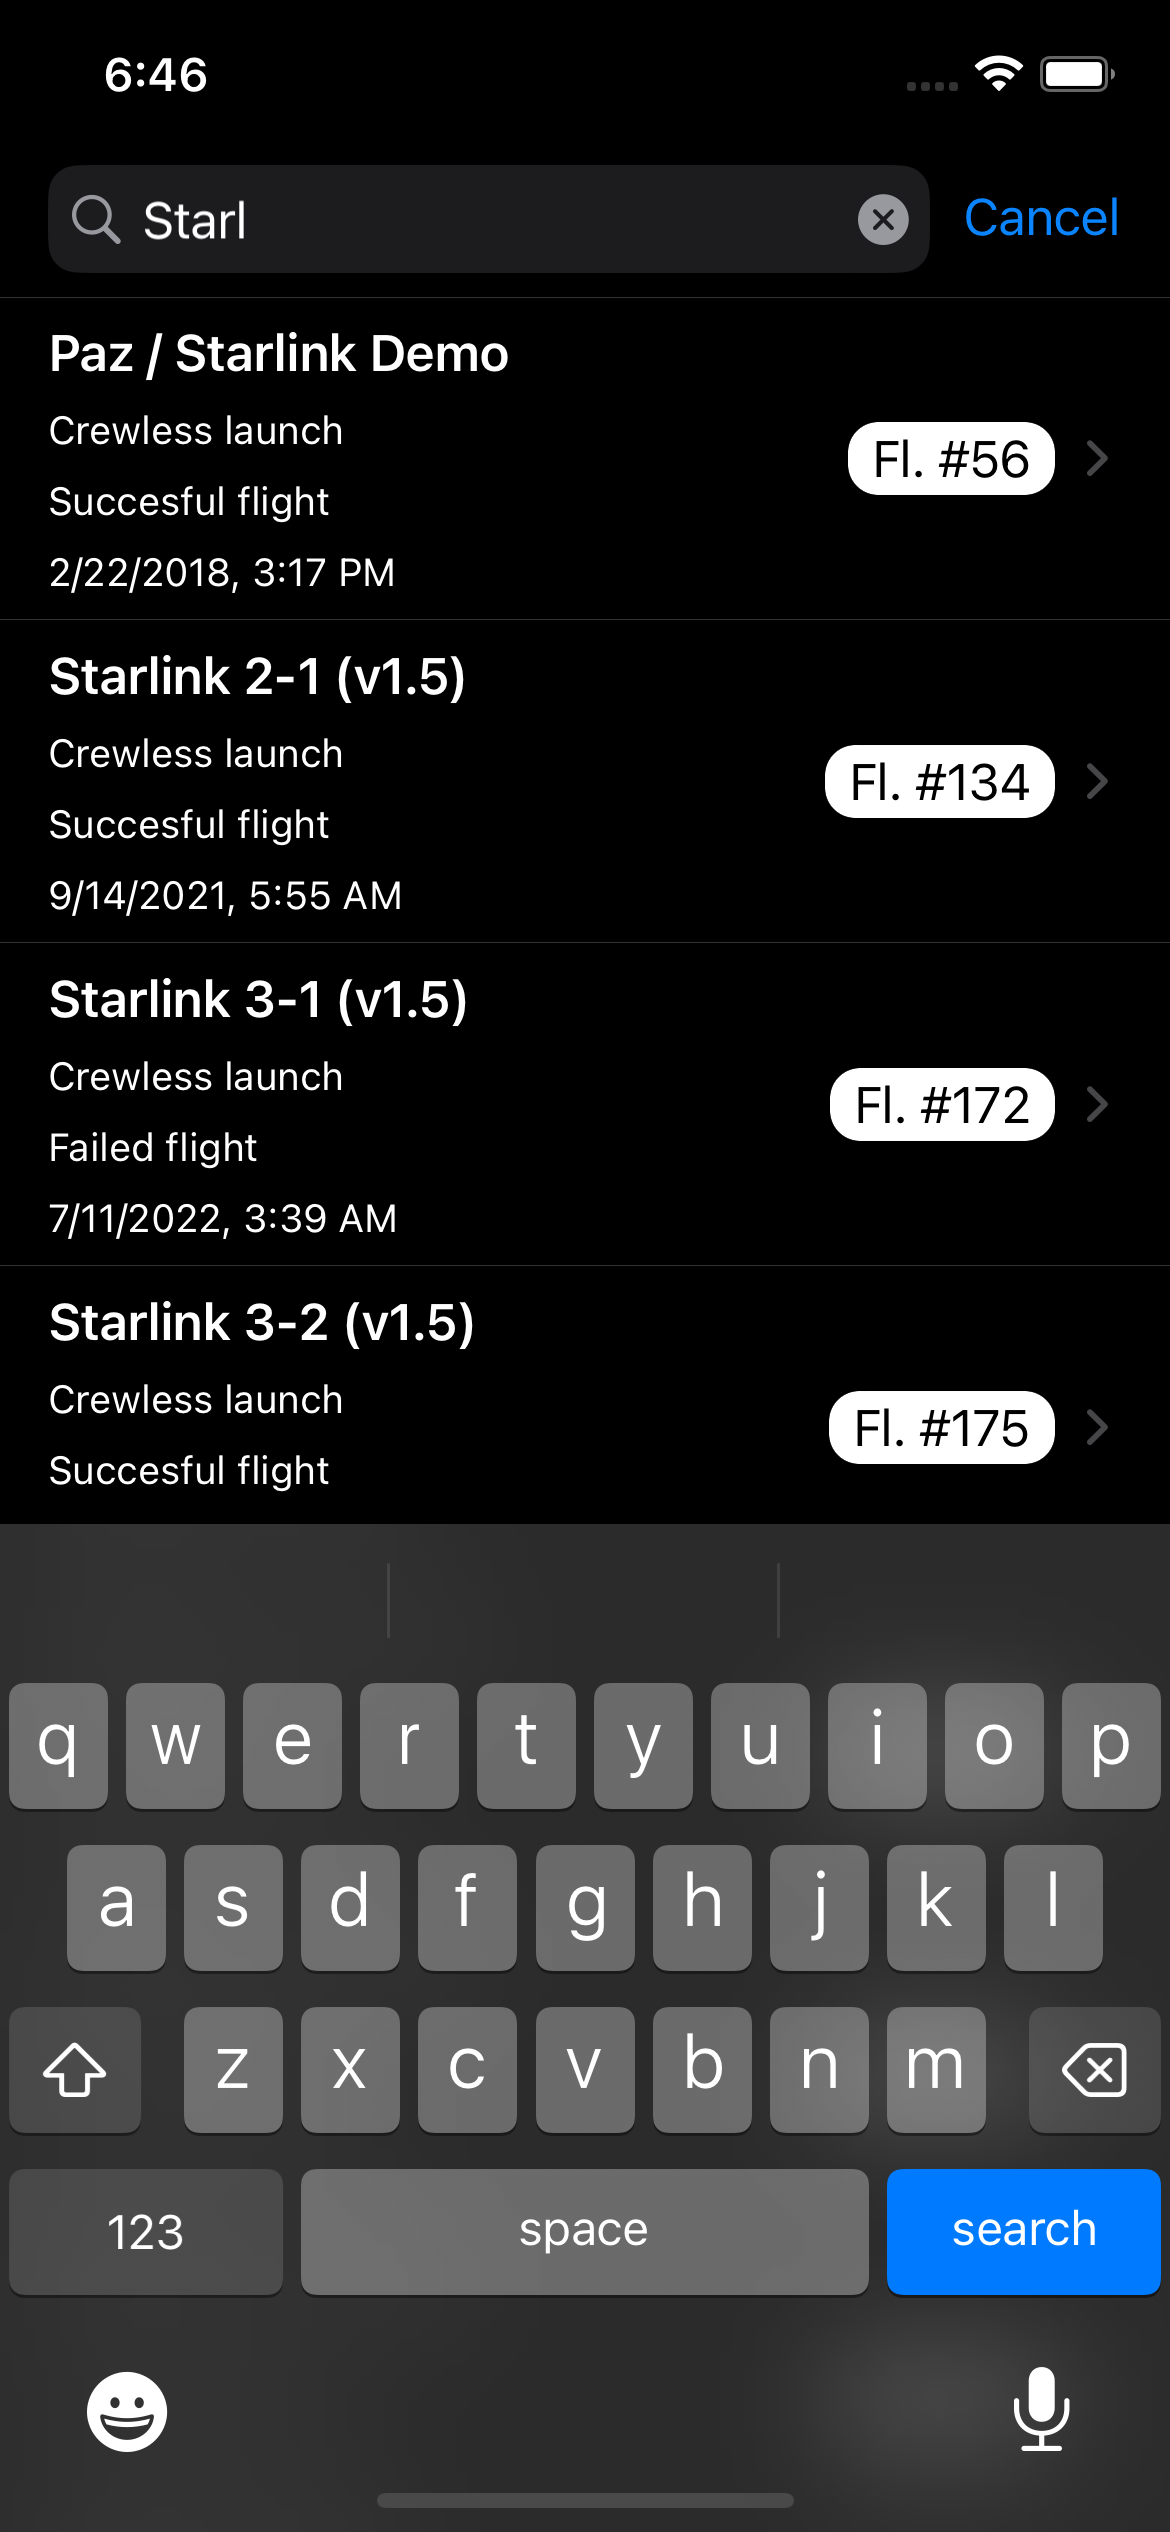 6:46
Starl
Cancel
Paz / Starlink Demo
Crewless launch
Fl. #56
Succesful flight
2/22/2018, 3:17 PM
Starlink 2-1 (v1.5)
Crewless launch
Fl. #134
Succesful flight
9/14/2021, 5:55 AM
Starlink 3-1 (v1.5)
Crewless launch
Fl. #172
Failed flight
7/11/2022, 3:39 AM
Starlink 3-2 (v1.5)
Crewless launch
Fl. #175
Succesful flight
q w e r t y u i o p
a s d f g h j k l
z x c v b n m
123 space search